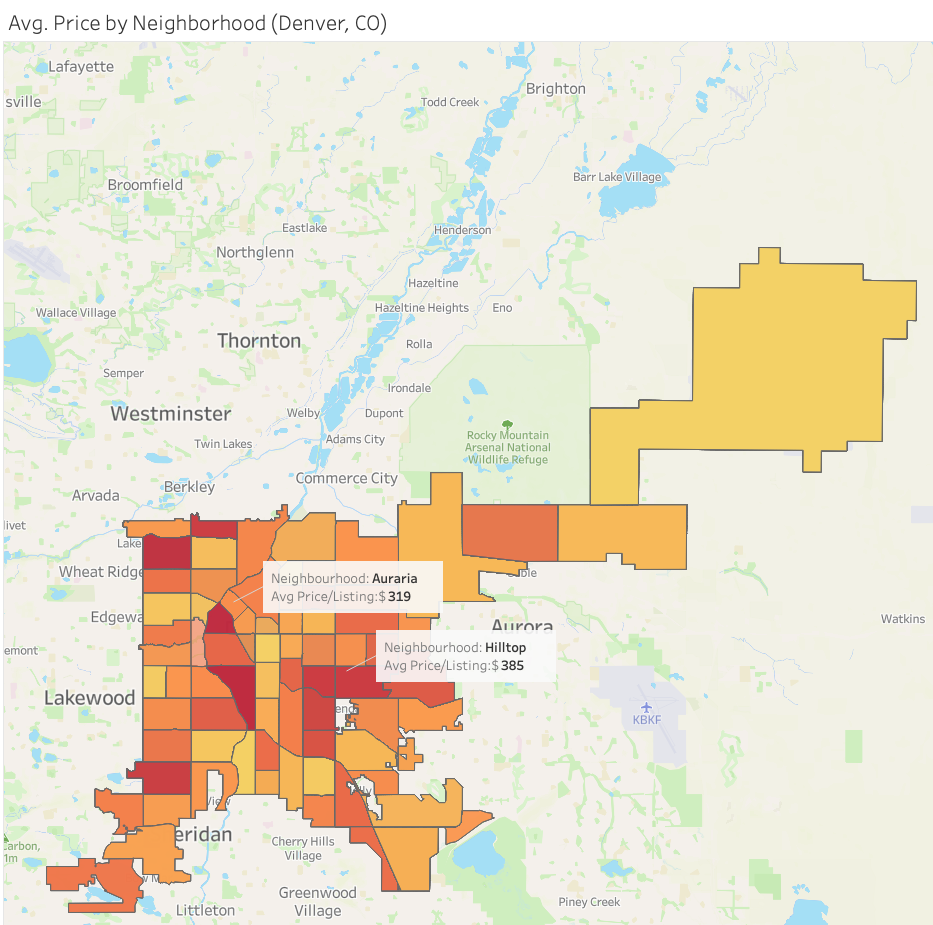 Avg. Price by Neighborhood (Denver, CO)
Lafayette
Brighton
sville
Todd Creek
Barr Lake Village
Broomfield
Eastlake
Henderson
Northglenn
Hazeltine
Hazeltine Heights
Eno
Wallace Village
Thornton
Rolla
Semper
Irondale
Westminster
Welby
Dupont
Twin Lakes
Adams City
Rocky Mountain
Arsenal National
Wildlife Refuge
Commerce City
Berkley
Arvada
livet
Lake
Wheat Ridge
Neighbourhood: Auraria
Avg Price/Listing:$ 319
Edgewa
Aurora
Watkins
emont
Neighbourhood: Hilltop
Avg Price/Listing:$ 385
Lakewood
KBKF
View
eridan
Carbon,
1m
Cherry Hills
Village
Greenwood
Village
Littleton
Piney Creek